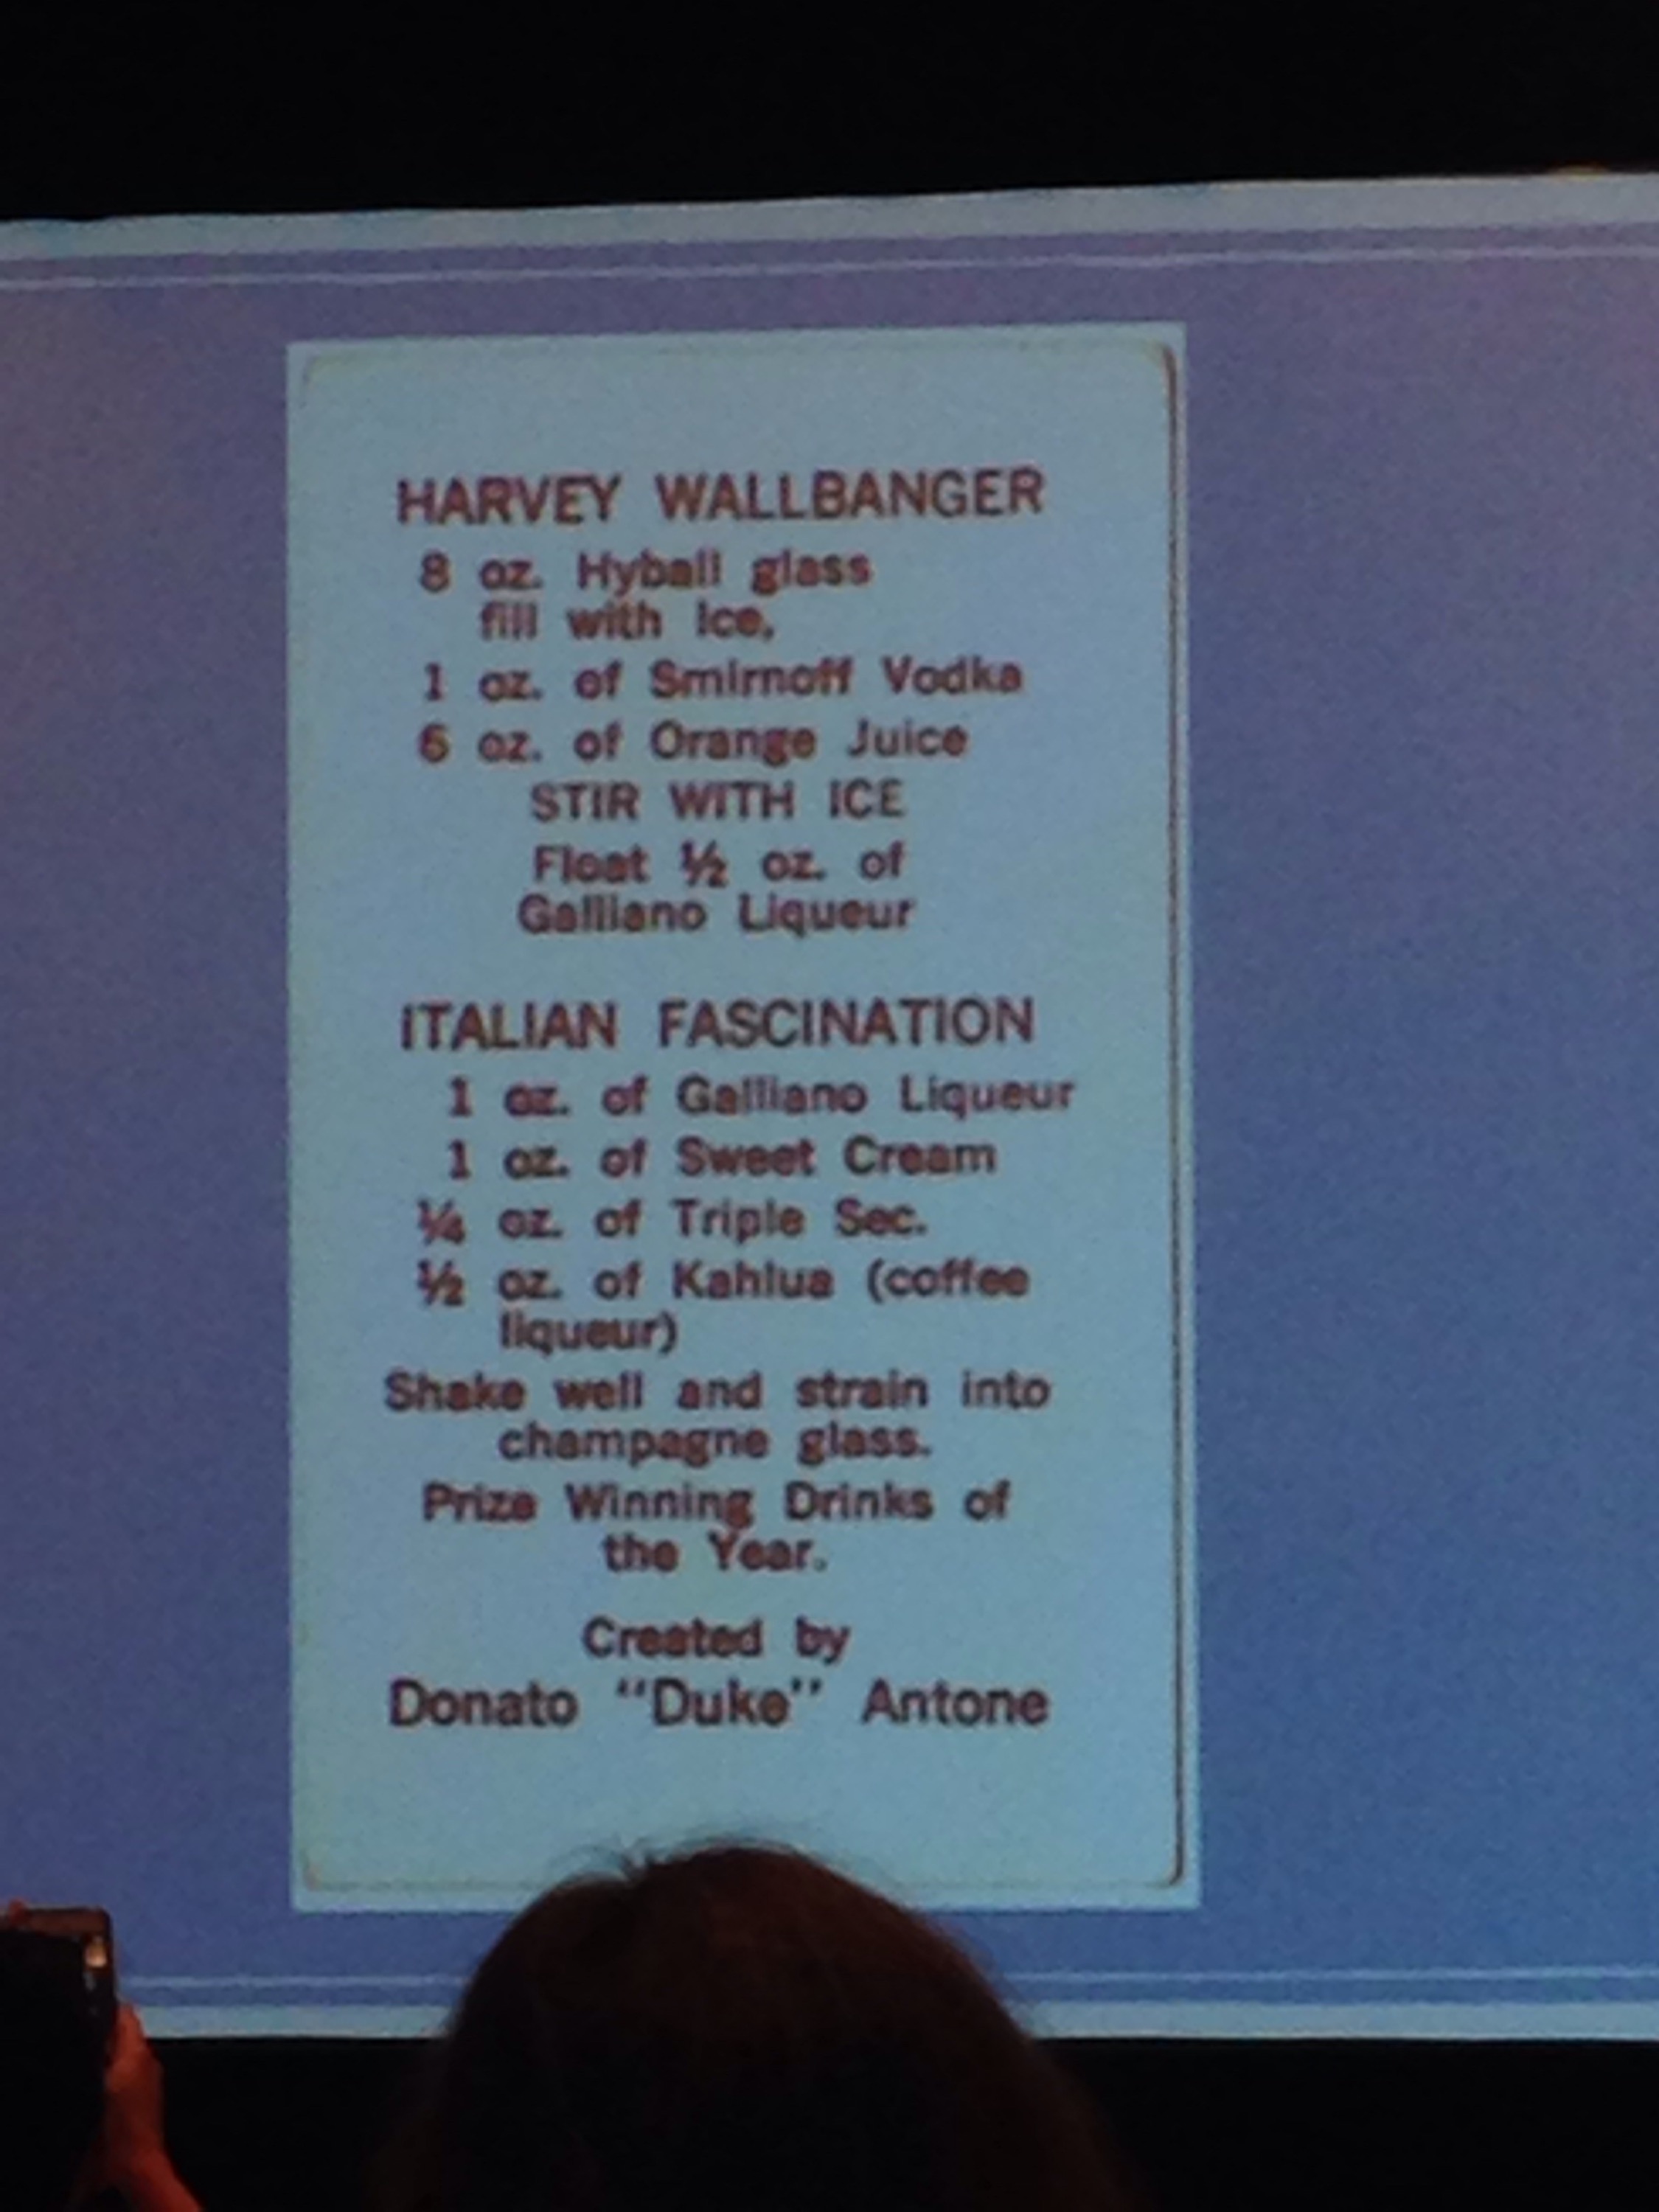 HARVEY WALLBANGER
8 oz. Hyball glass
fill with Ice,
1 oz. of Smirnoff Vodka
6 oz. of Orange Juice
STIR WITH ICE
Float ½ oz. of
Galliano Liqueur
ITALIAN FASCINATION
1 oz. of Galliano Liqueur
1 oz. of Sweet Cream
¼ oz. of Triple Sec.
½ oz. of Kahlua (coffee
liqueur)
Shake well and strain into
champagne glass.
Prize Winning Drinks of
the Year.
Created by
Donato "Duke" Antone